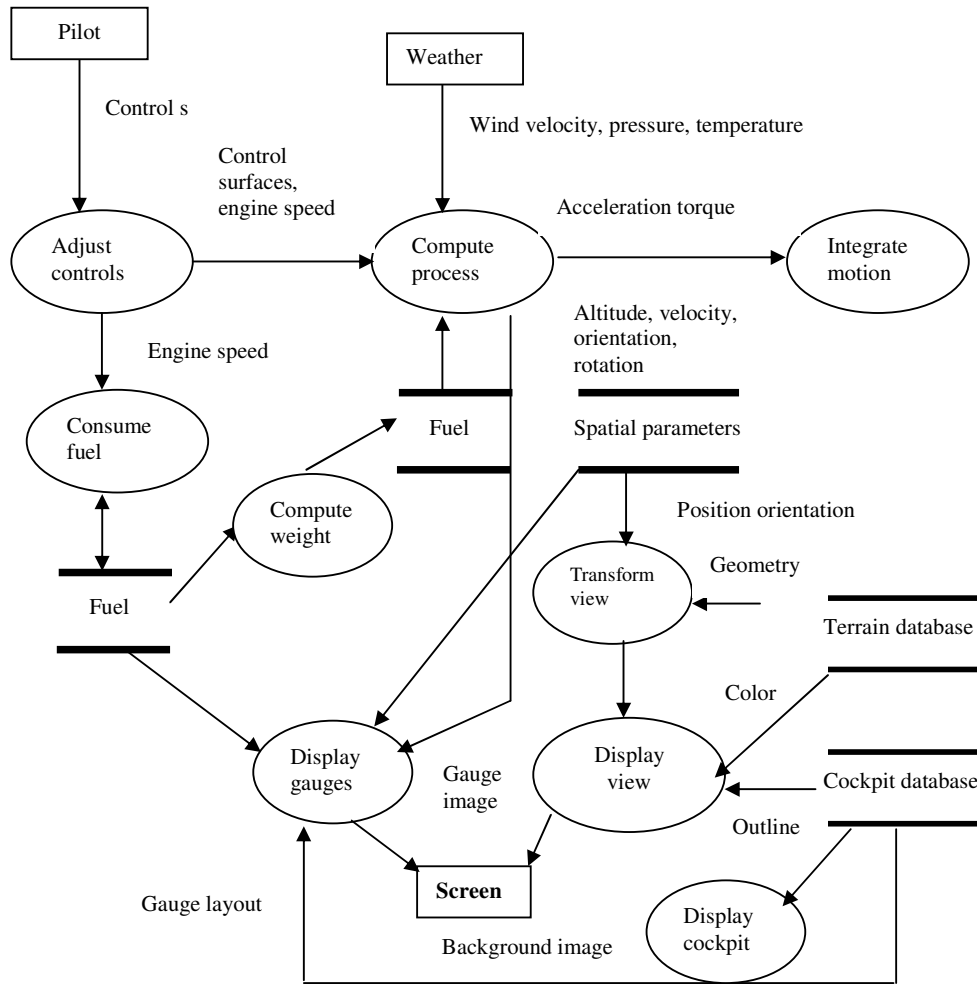 Pilot
Weather
Control s
Wind velocity, pressure, temperature
Control
surfaces,
engine speed
Acceleration torque
Adjust
controls
Compute
process
Integrate
motion
Engine speed
Altitude, velocity,
orientation,
rotation
Consume
fuel
Fuel
Spatial parameters
Compute
weight
Position orientation
Fuel
Transform
view
Geometry
Terrain database
Color
Display
gauges
Gauge
image
Display
view
Cockpit database
Outline
Screen
Gauge layout
Display
cockpit
Background image